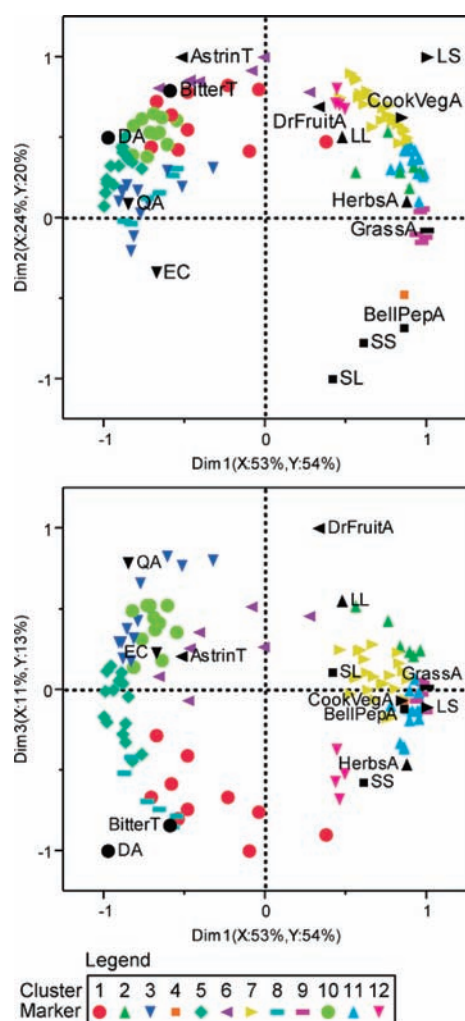 AstrinT
LS
1
BitterT
CookVegA
DrFruitA
DA
LL
QA
HerbsA
0
GrassA
EC
BellPepA
SS
SL
-1
Dim2(X:24%,Y:20%)
-1 0 1
Dim1(X:53%,Y:54%)
1
DrFruitA
QA
LL
EC
AstrinT
SL
GrassA
0
CookVegA
LS
BellPepA
HerbsA
SS
BitterT
DA
-1
Dim3(X:11%,Y:13%)
-1 0 1
Dim1(X:53%,Y:54%)
Legend
Cluster 1 2 3 4 5 6 7 8 9 10 11 12
Marker